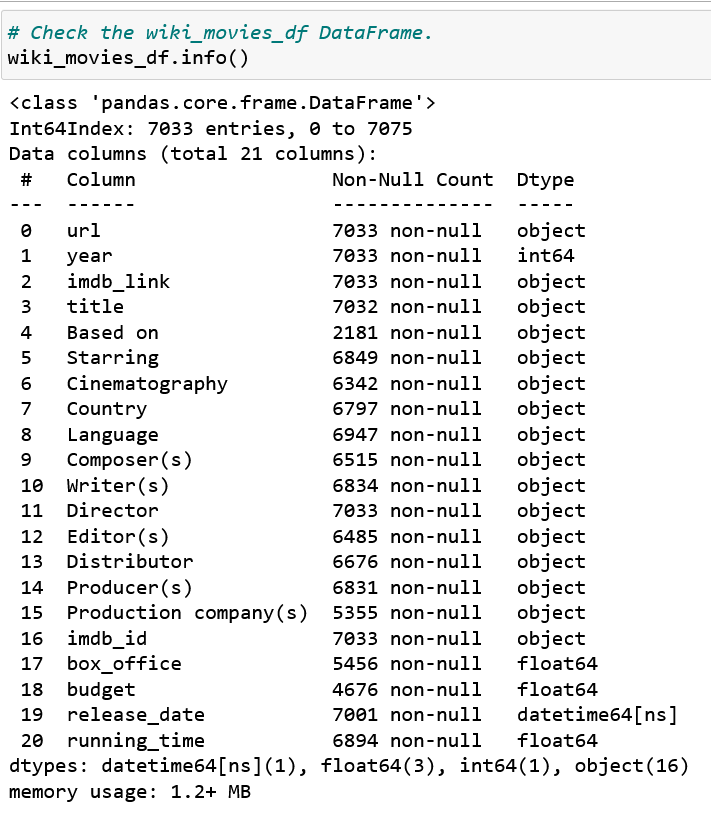 # Check the wiki_movies_df DataFrame.
wiki_movies_df.info()
<class 'pandas.core.frame.DataFrame'>
Int64Index: 7033 entries, 0 to 7075
Data columns (total 21 columns):
 #   Column                 Non-Null Count  Dtype
---  ------                 --------------  -----
 0   url                    7033 non-null   object
 1   year                   7033 non-null   int64
 2   imdb_link              7033 non-null   object
 3   title                  7032 non-null   object
 4   Based on               2181 non-null   object
 5   Starring               6849 non-null   object
 6   Cinematography         6342 non-null   object
 7   Country                6797 non-null   object
 8   Language               6947 non-null   object
 9   Composer(s)            6515 non-null   object
 10  Writer(s)              6834 non-null   object
 11  Director               7033 non-null   object
 12  Editor(s)              6485 non-null   object
 13  Distributor            6676 non-null   object
 14  Producer(s)            6831 non-null   object
 15  Production company(s)  5355 non-null   object
 16  imdb_id                7033 non-null   object
 17  box_office             5456 non-null   float64
 18  budget                 4676 non-null   float64
 19  release_date           7001 non-null   datetime64[ns]
 20  running_time           6894 non-null   float64
dtypes: datetime64[ns](1), float64(3), int64(1), object(16)
memory usage: 1.2+ MB